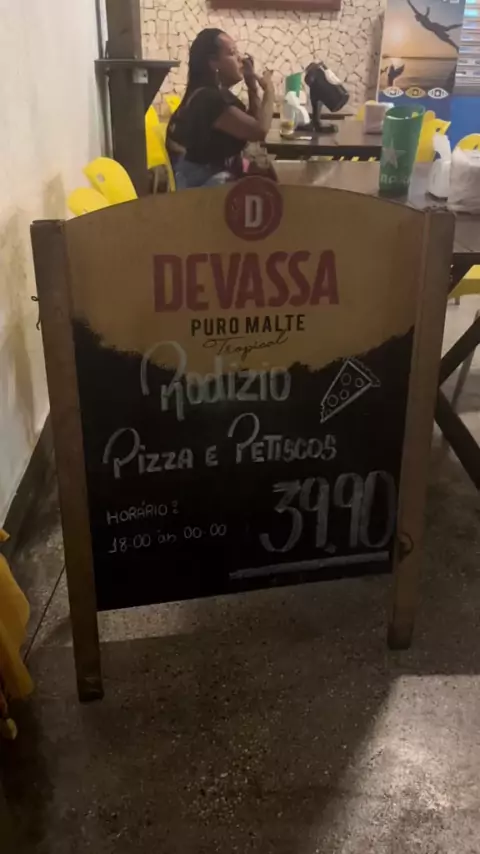 D
DEVASSA
PURO MALTE
Tropical
Rodízio
Pizza e Petiscos
HORÁRIO:
18:00 às 00:00
39,90